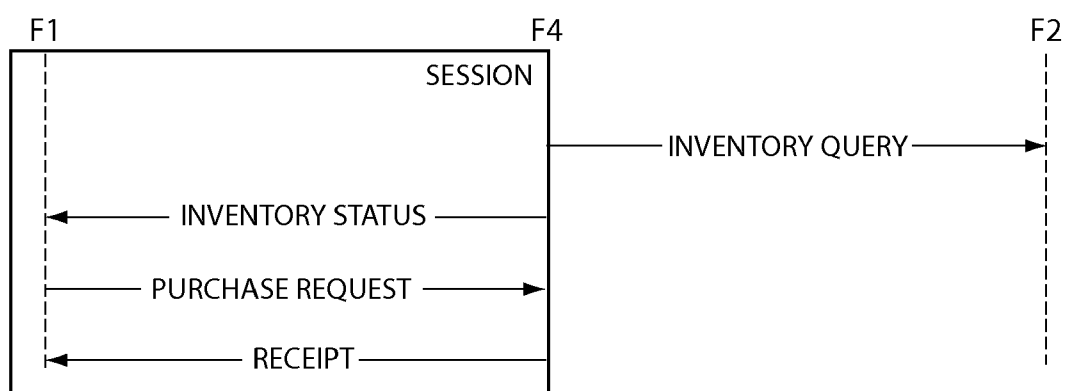 F1 F4 F2
SESSION
INVENTORY QUERY
INVENTORY STATUS
PURCHASE REQUEST
RECEIPT